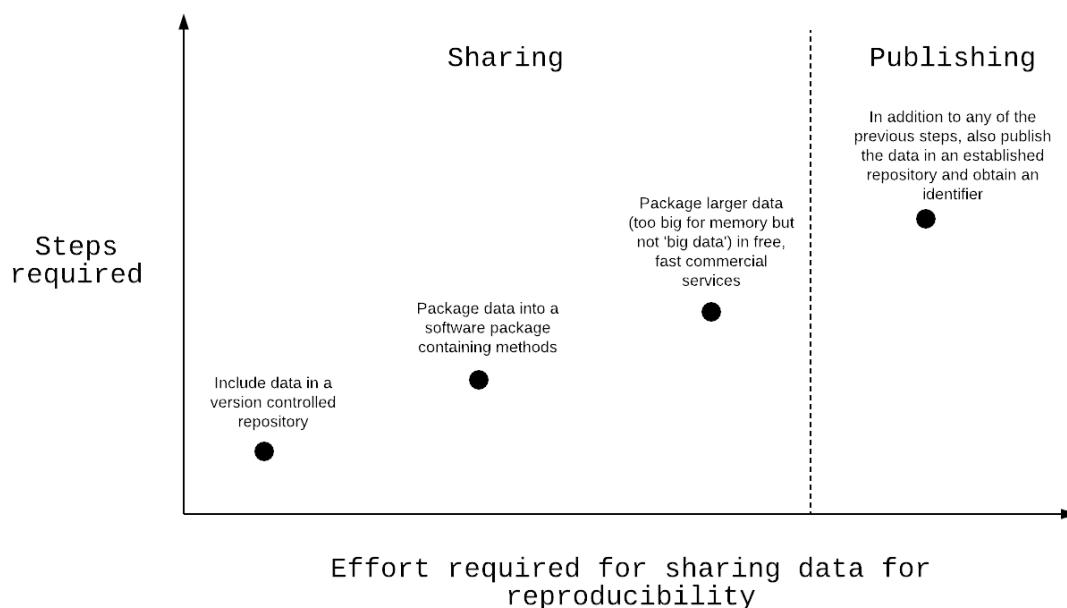 Sharing
Publishing
In addition to any of the
previous steps, also publish
the data in an established
repository and obtain an
identifier
Package larger data
(too big for memory but
not 'big data') in free,
fast commercial
services
Steps
required
Package data into a
software package
containing methods
Include data in a
version controlled
repository
Effort required for sharing data for
reproducibility